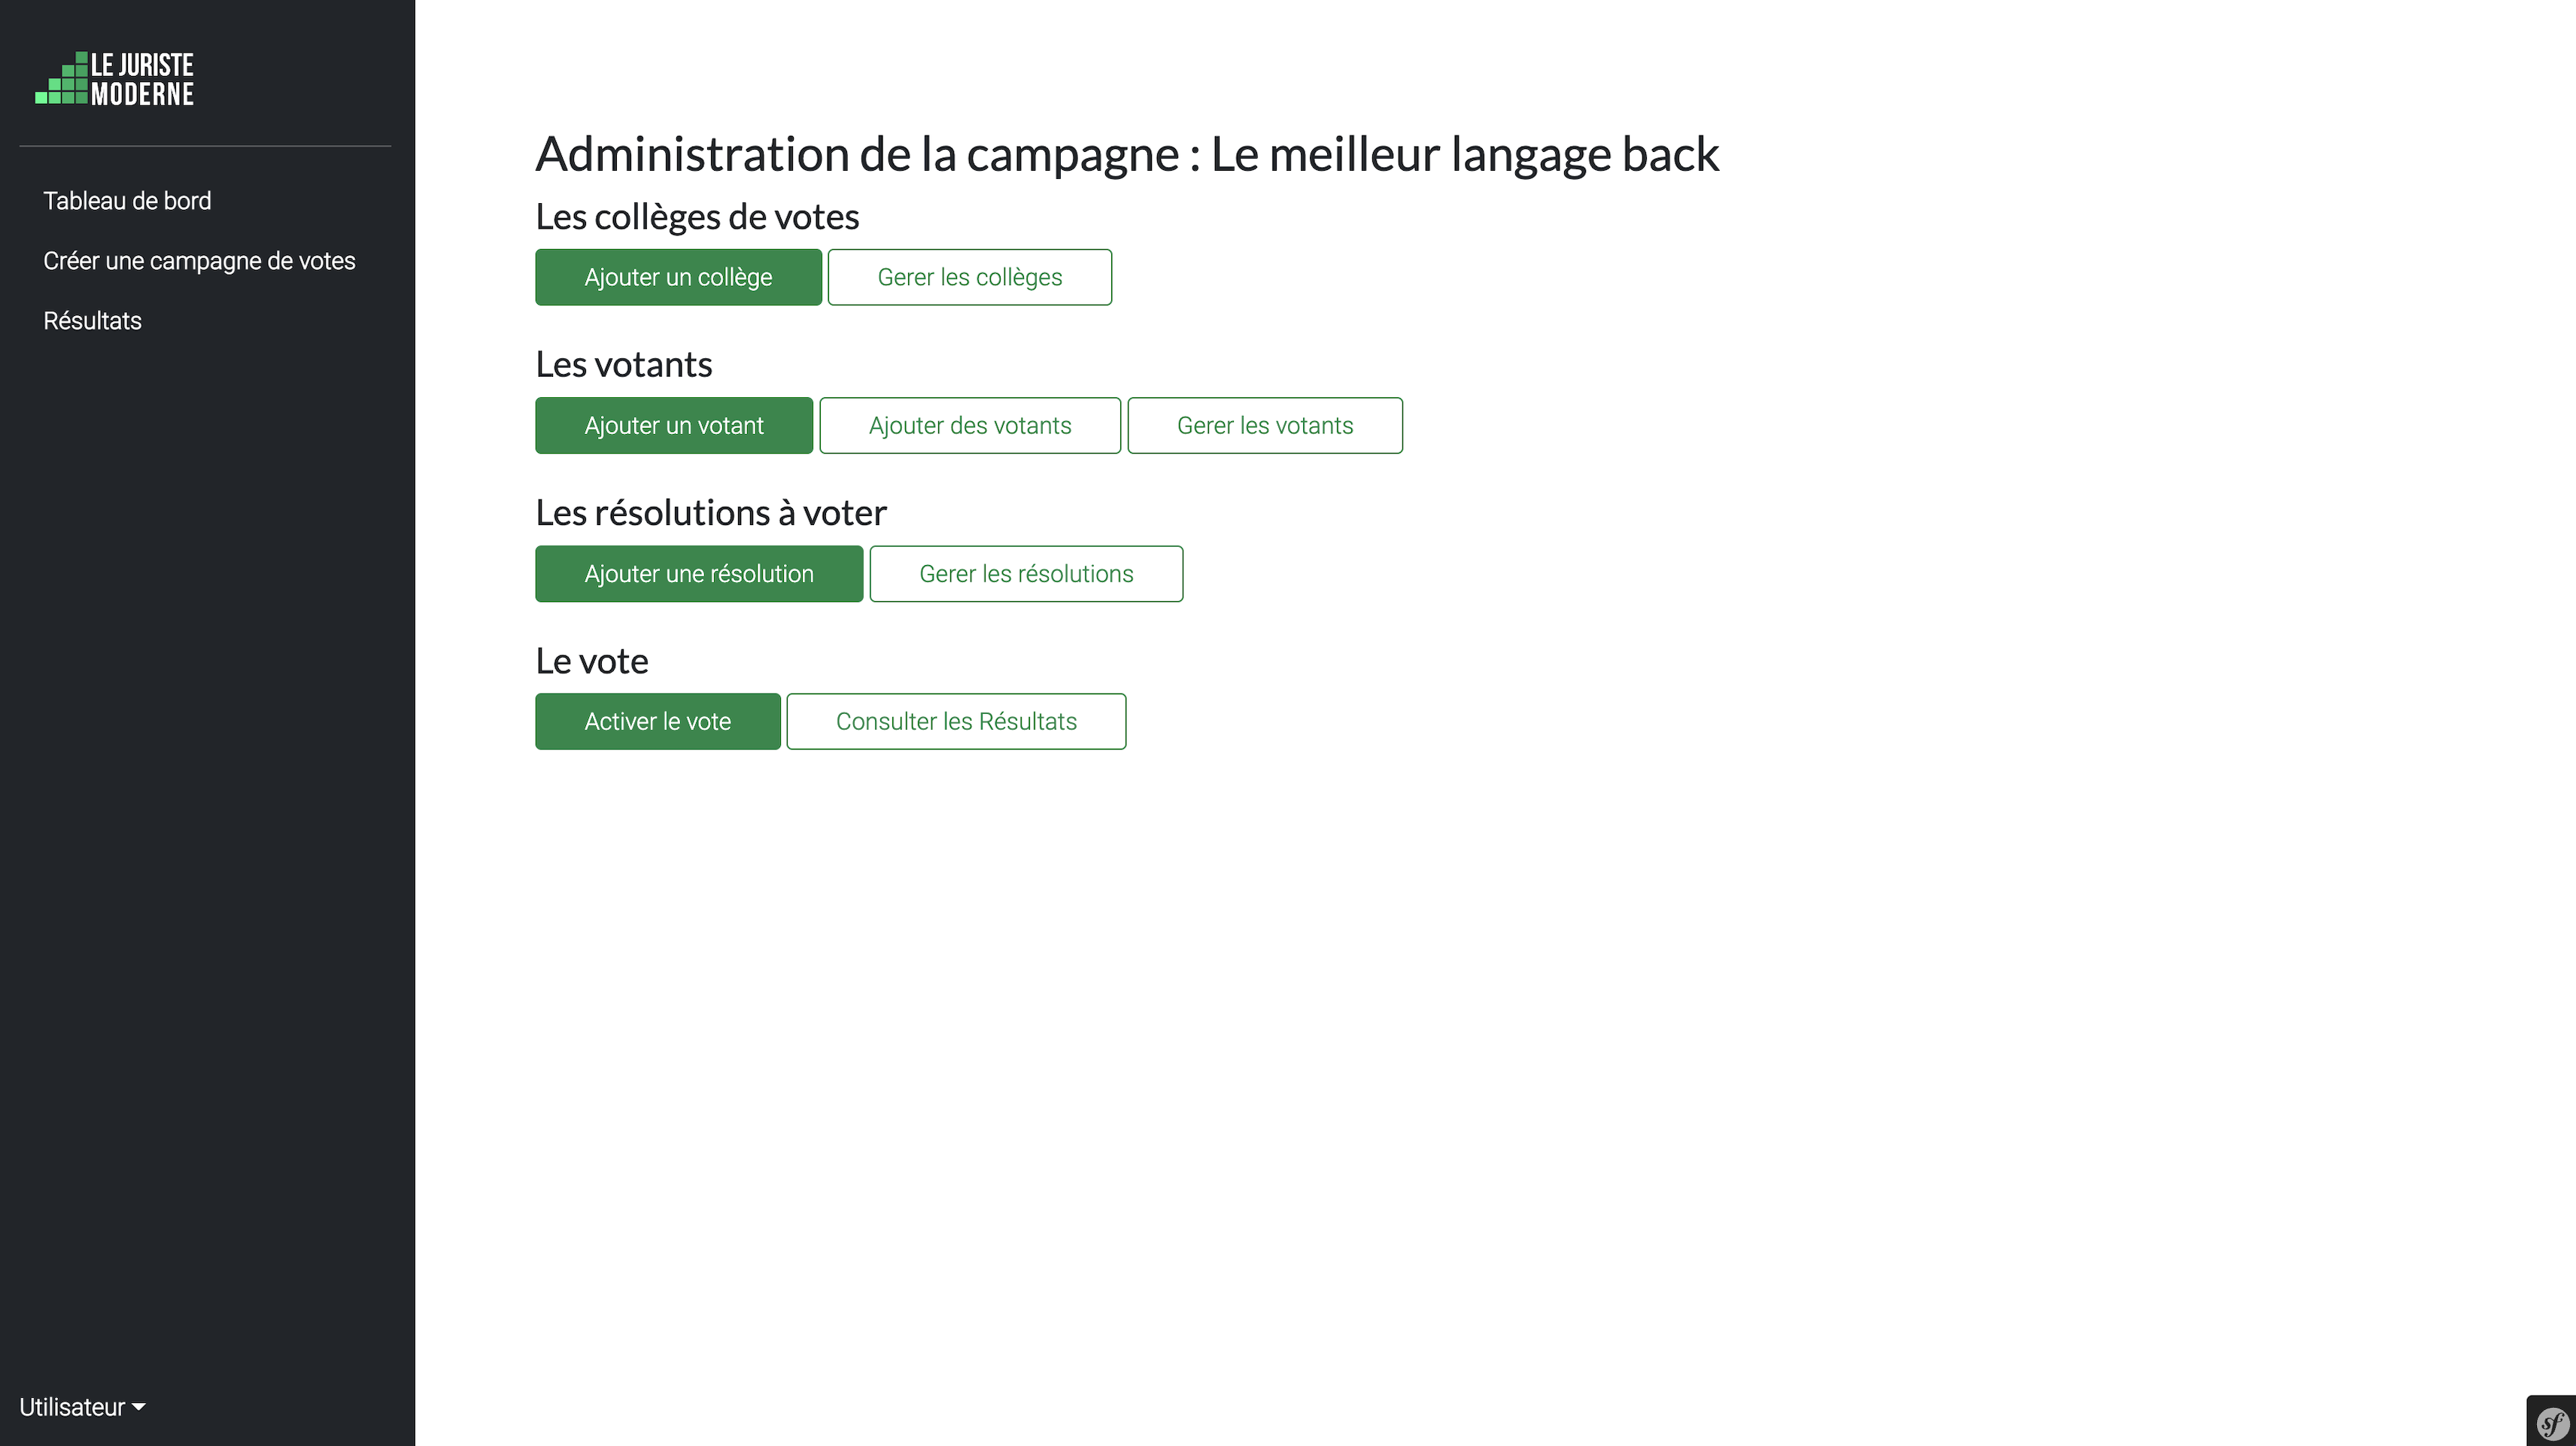 LE JURISTE
MODERNE
Tableau de bord
Créer une campagne de votes
Résultats
Utilisateur
Administration de la campagne : Le meilleur langage back
Les collèges de votes
Ajouter un collège Gerer les collèges
Les votants
Ajouter un votant Ajouter des votants Gerer les votants
Les résolutions à voter
Ajouter une résolution Gerer les résolutions
Le vote
Activer le vote Consulter les Résultats
sf